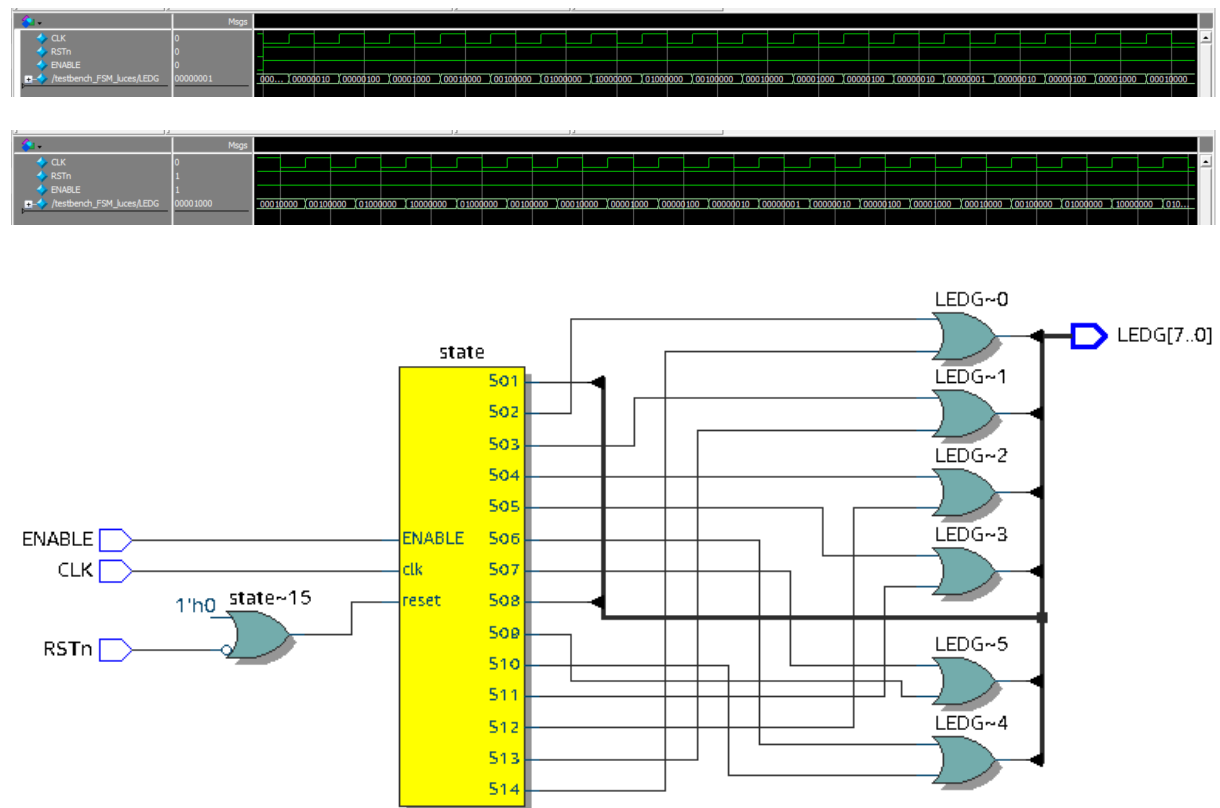 Msgs
CLK 0
RSTn 0
ENABLE 0
/testbench_FSM_luces/LEDG 00000001 000... 00000010 00000100 00001000 00010000 00100000 01000000 10000000 01000000 00100000 00010000 00001000 00000100 00000010 00000001 00000010 00000100 00001000 00010000
Msgs
CLK 0
RSTn 1
ENABLE 1
/testbench_FSM_luces/LEDG 00001000 00010000 00100000 01000000 10000000 01000000 00100000 00010000 00001000 00000100 00000010 00000001 00000010 00000100 00001000 00010000 00100000 01000000 10000000 010...
LEDG~0
LEDG[7..0]
state
S01
LEDG~1
S02
S03
LEDG~2
S04
S05
LEDG~3
ENABLE
ENABLE
S06
CLK
clk
S07
1'h0
state~15
reset
S08
RSTn
S09
LEDG~5
S10
S11
LEDG~4
S12
S13
S14